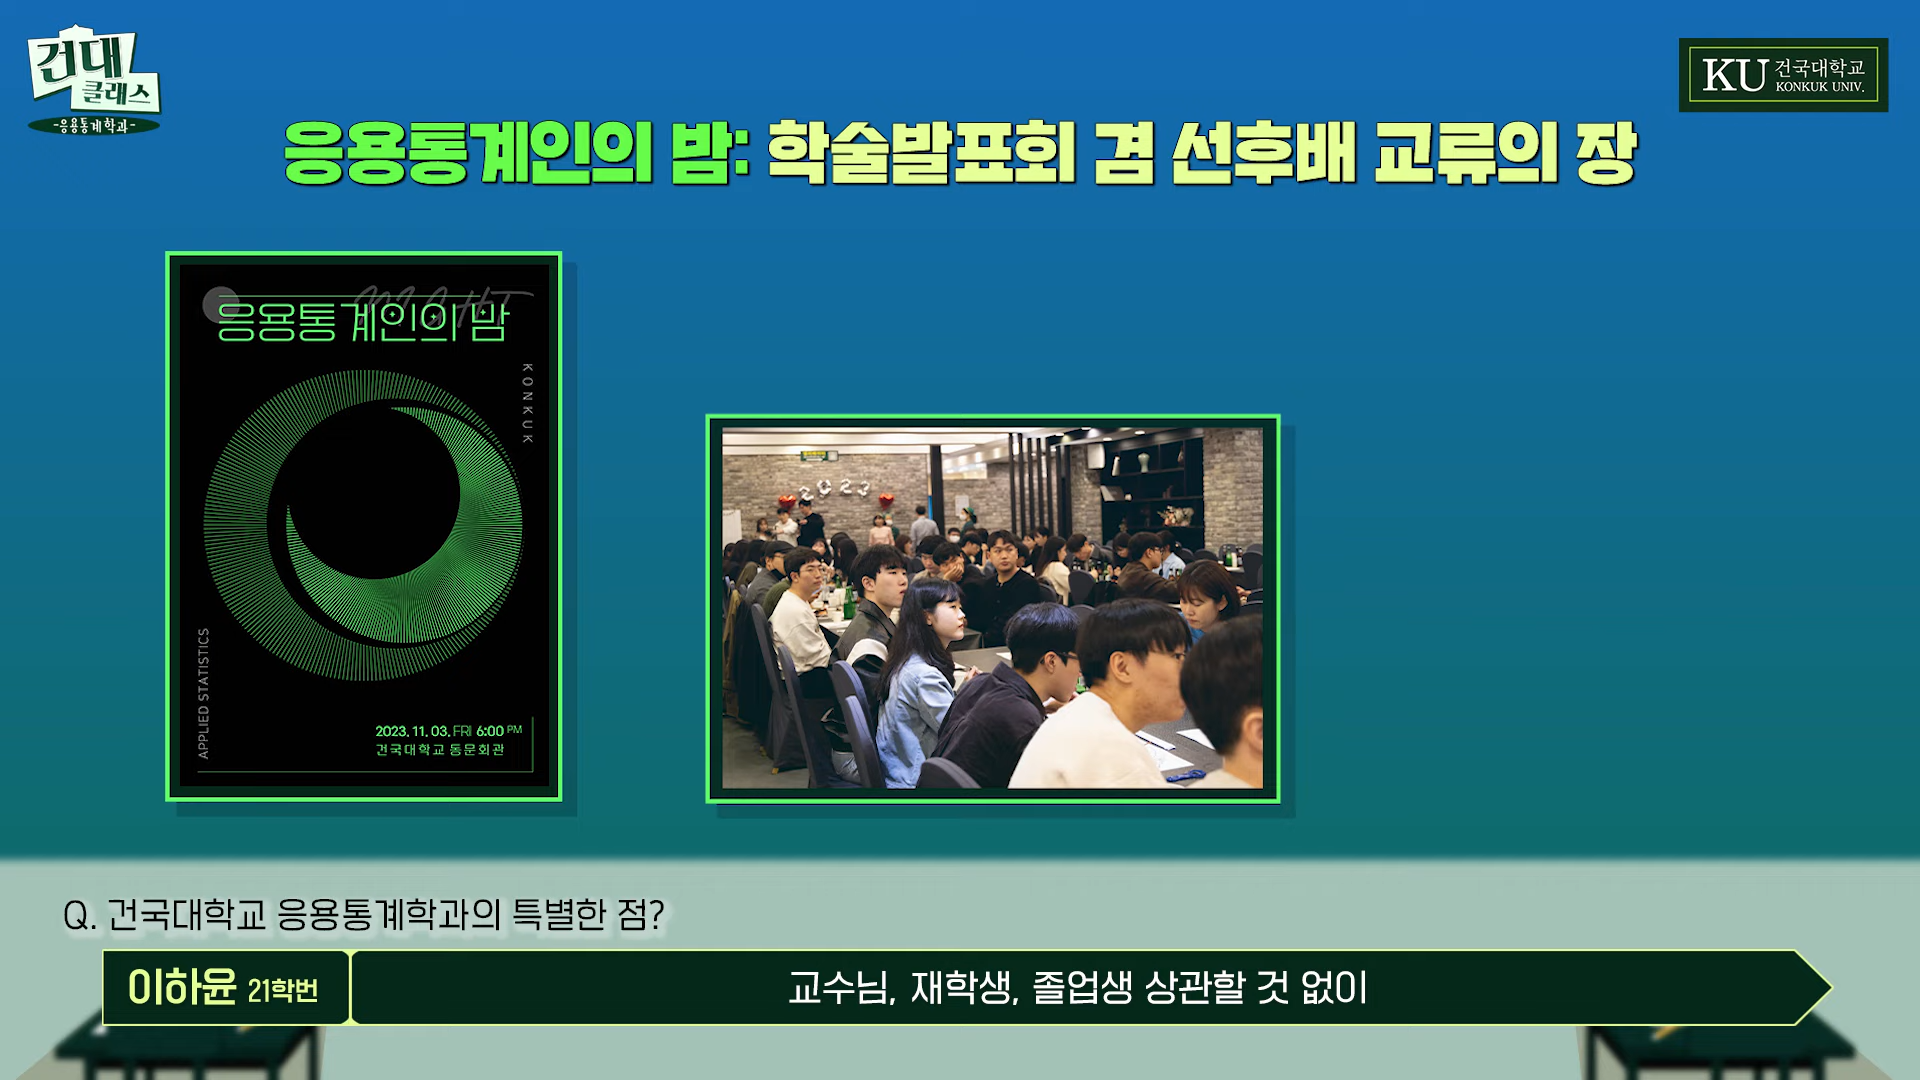 건대
클래스
-응용통계학과-
KU 건국대학교
KONKUK UNIV.
응용통계인의 밤: 학술발표회 겸 선후배 교류의 장
NIGHT
응용통계인의 밤
KONKUK
APPLIED STATISTICS
2023. 11. 03. FRI 6:00 PM
건국대학교 동문회관
2023
Q. 건국대학교 응용통계학과의 특별한 점?
이하윤 21학번
교수님, 재학생, 졸업생 상관할 것 없이